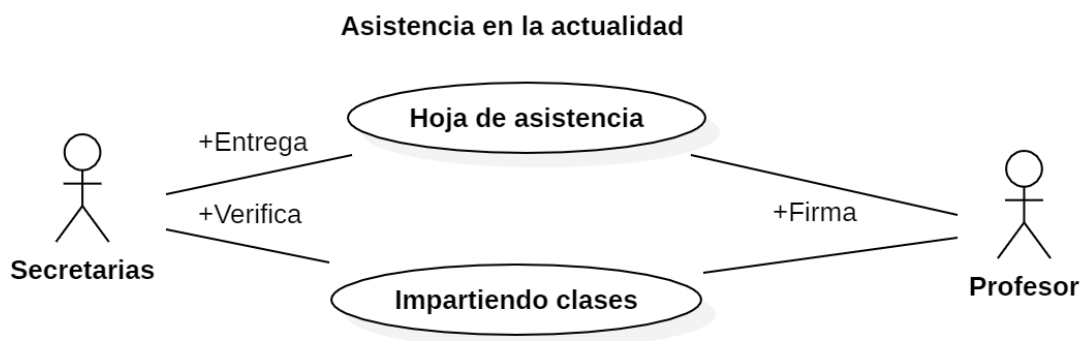 Asistencia en la actualidad
Hoja de asistencia
+Entrega
+Verifica
+Firma
Secretarias
Profesor
Impartiendo clases